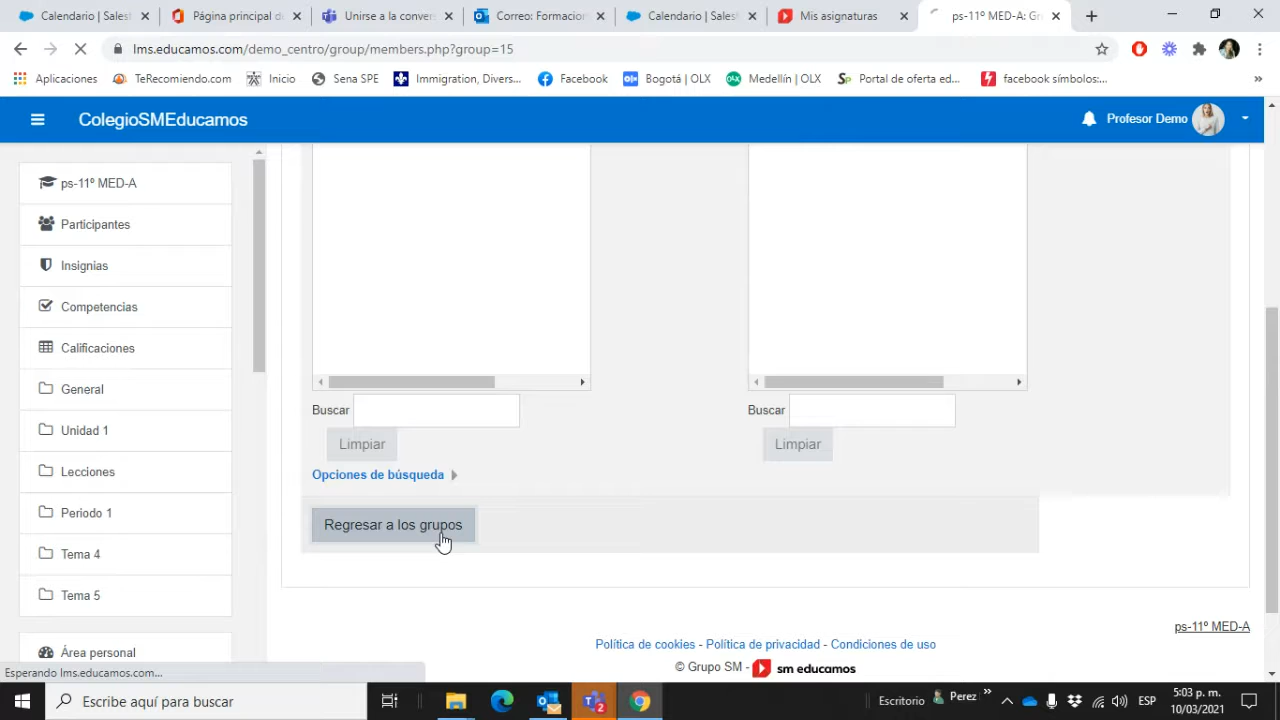 Calendario | Salest
Página principal d
Unirse a la convers
Correo: Formacion
Calendario | Salest
Mis asignaturas
ps-11º MED-A: Gr
lms.educamos.com/demo_centro/group/members.php?group=15
Aplicaciones
TeRecomiendo.com
Inicio
Sena SPE
Immigration, Divers...
Facebook
Bogotá | OLX
Medellín | OLX
Portal de oferta ed...
facebook símbolos:...
»
ColegioSMEducamos
Profesor Demo
ps-11º MED-A
Participantes
Insignias
Competencias
Calificaciones
General
Unidad 1
Lecciones
Periodo 1
Tema 4
Tema 5
Área personal
Buscar
Buscar
Limpiar
Limpiar
Opciones de búsqueda
Regresar a los grupos
ps-11º MED-A
Política de cookies - Política de privacidad - Condiciones de uso
© Grupo SM - sm educamos
Esperando lms.educamos.com...
Escribe aquí para buscar
2
Escritorio
Perez
»
ESP
5:03 p. m.
10/03/2021